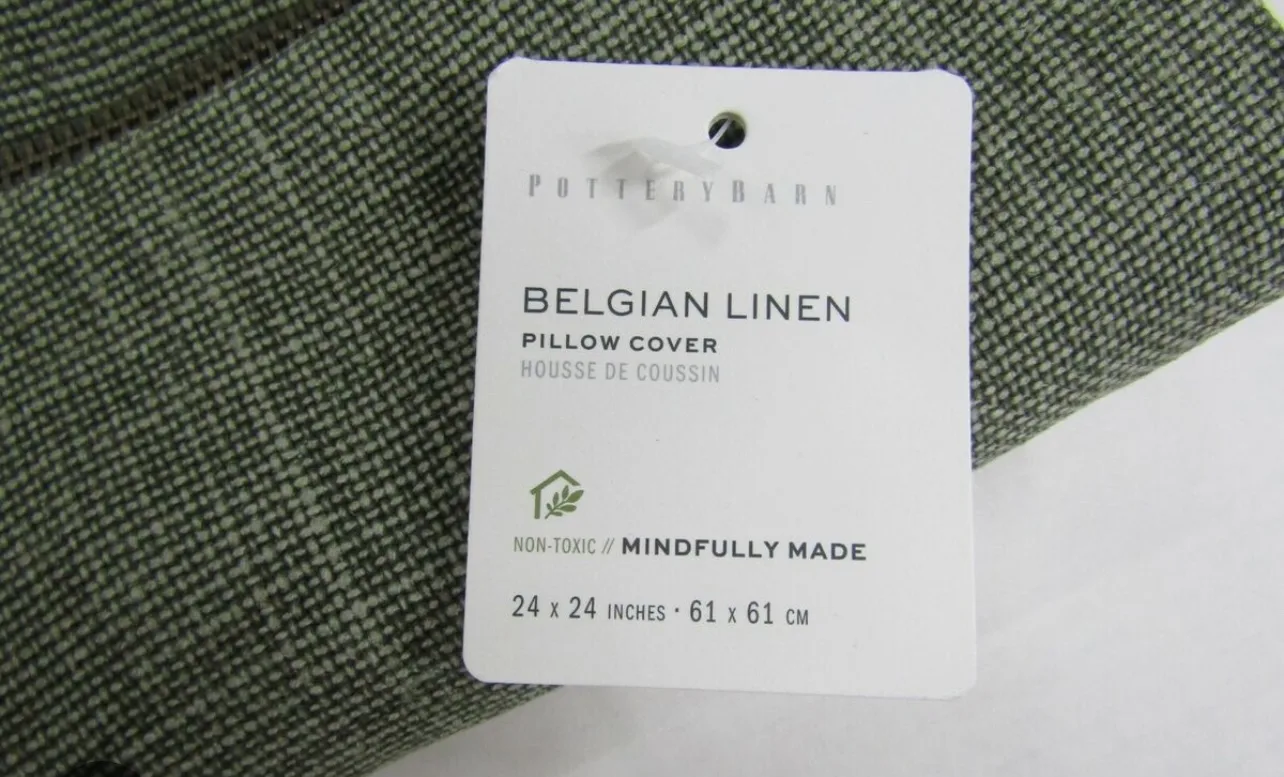 POTTERYBARN
BELGIAN LINEN
PILLOW COVER
HOUSSE DE COUSSIN
NON-TOXIC // MINDFULLY MADE
24 x 24 INCHES · 61 x 61 CM